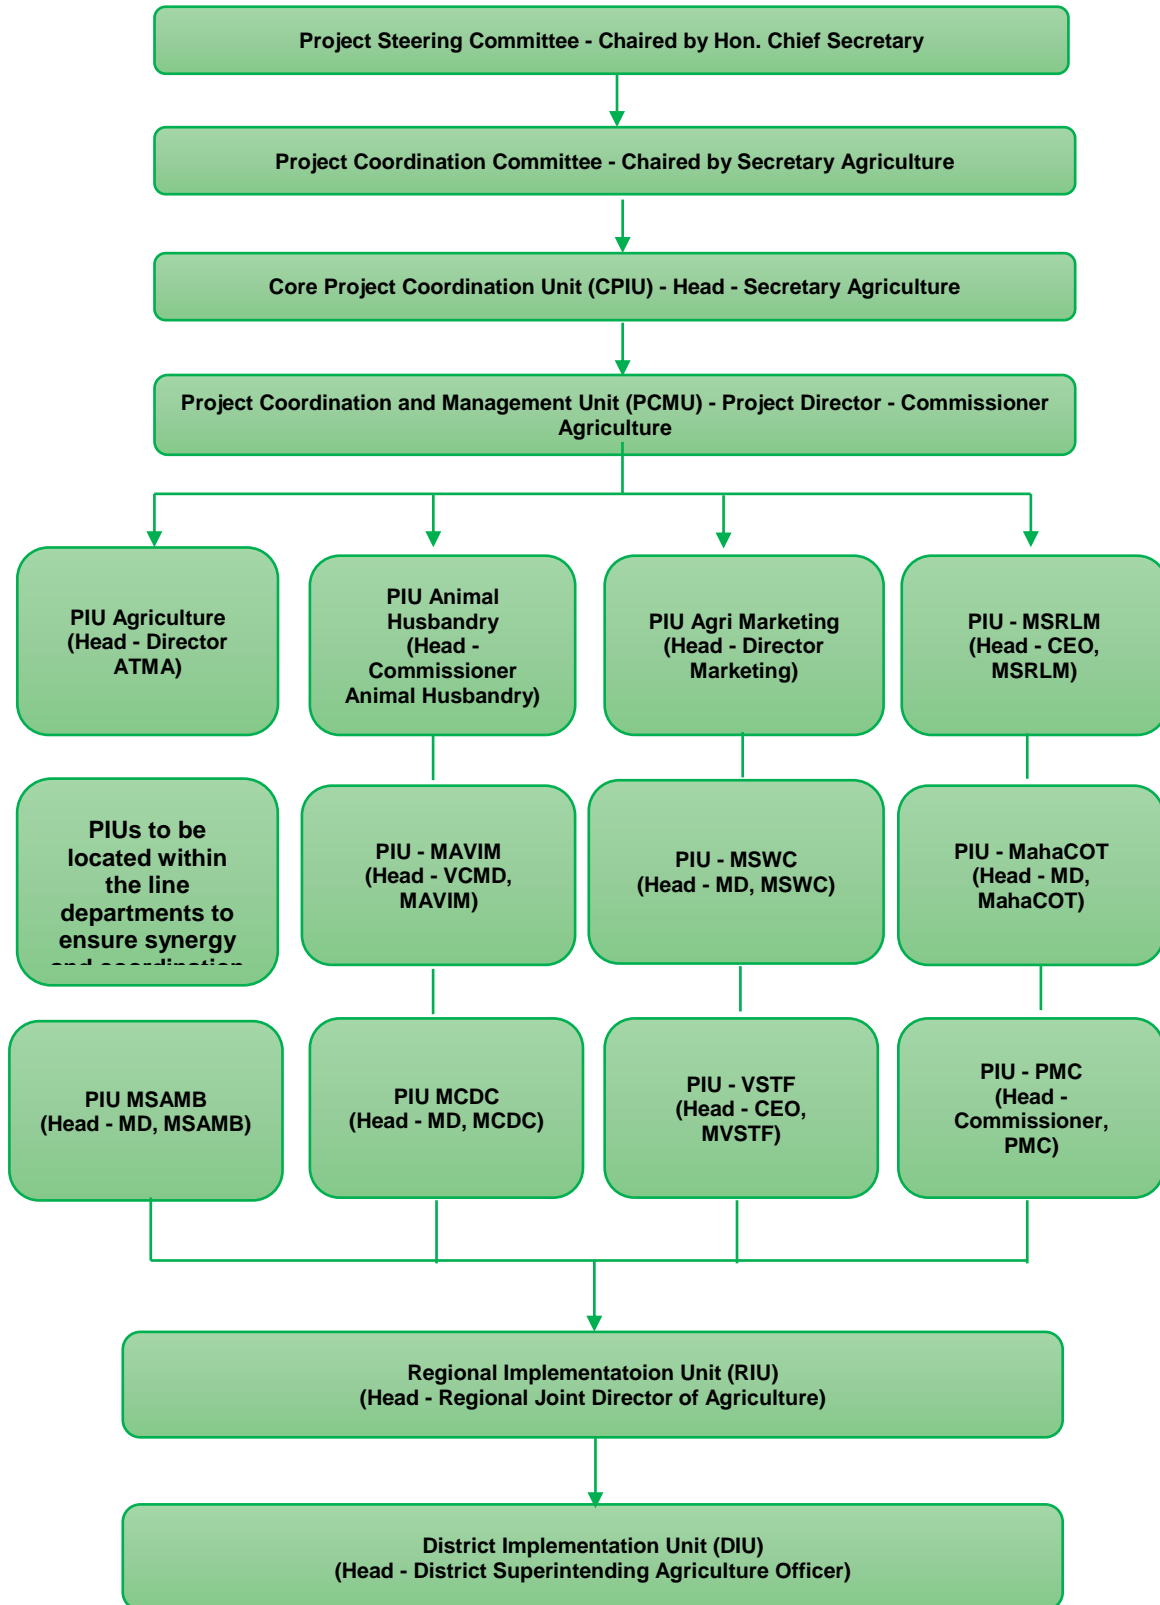 Project Steering Committee - Chaired by Hon. Chief Secretary
Project Coordination Committee - Chaired by Secretary Agriculture
Core Project Coordination Unit (CPIU) - Head - Secretary Agriculture
Project Coordination and Management Unit (PCMU) - Project Director - Commissioner
Agriculture
PIU Agriculture
(Head - Director
ATMA)
PIU Animal
Husbandry
(Head -
Commissioner
Animal Husbandry)
PIU Agri Marketing
(Head - Director
Marketing)
PIU - MSRLM
(Head - CEO,
MSRLM)
PIUs to be
located within
the line
departments to
ensure synergy
and coordination
PIU - MAVIM
(Head - VCMD,
MAVIM)
PIU - MSWC
(Head - MD, MSWC)
PIU - MahaCOT
(Head - MD,
MahaCOT)
PIU MSAMB
(Head - MD, MSAMB)
PIU MCDC
(Head - MD, MCDC)
PIU - VSTF
(Head - CEO,
MVSTF)
PIU - PMC
(Head -
Commissioner,
PMC)
Regional Implementatoion Unit (RIU)
(Head - Regional Joint Director of Agriculture)
District Implementation Unit (DIU)
(Head - District Superintending Agriculture Officer)